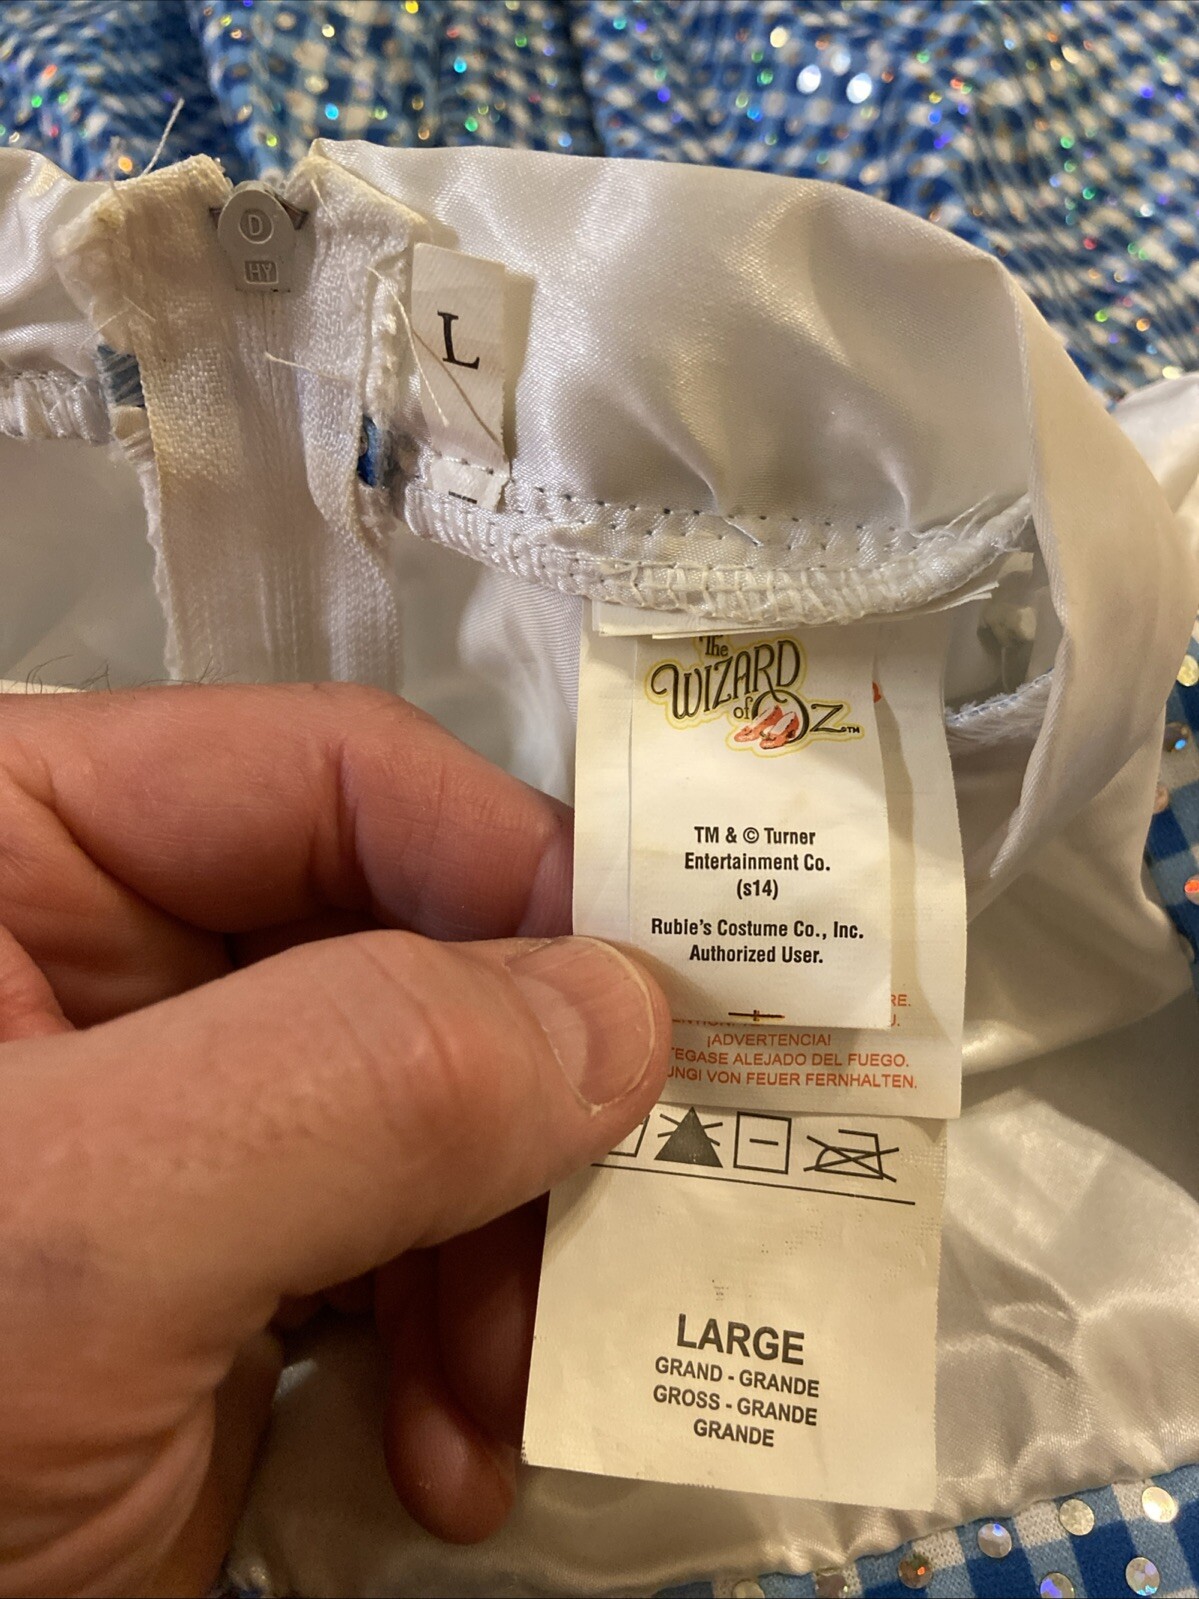 D
HY
L
The
WIZARD
of OZ™
TM & © Turner
Entertainment Co.
(s14)
Rubie's Costume Co., Inc.
Authorized User.
¡ADVERTENCIA!
ALEJADO DEL FUEGO.
VON FEUER FERNHALTEN.
LARGE
GRAND - GRANDE
GROSS - GRANDE
GRANDE